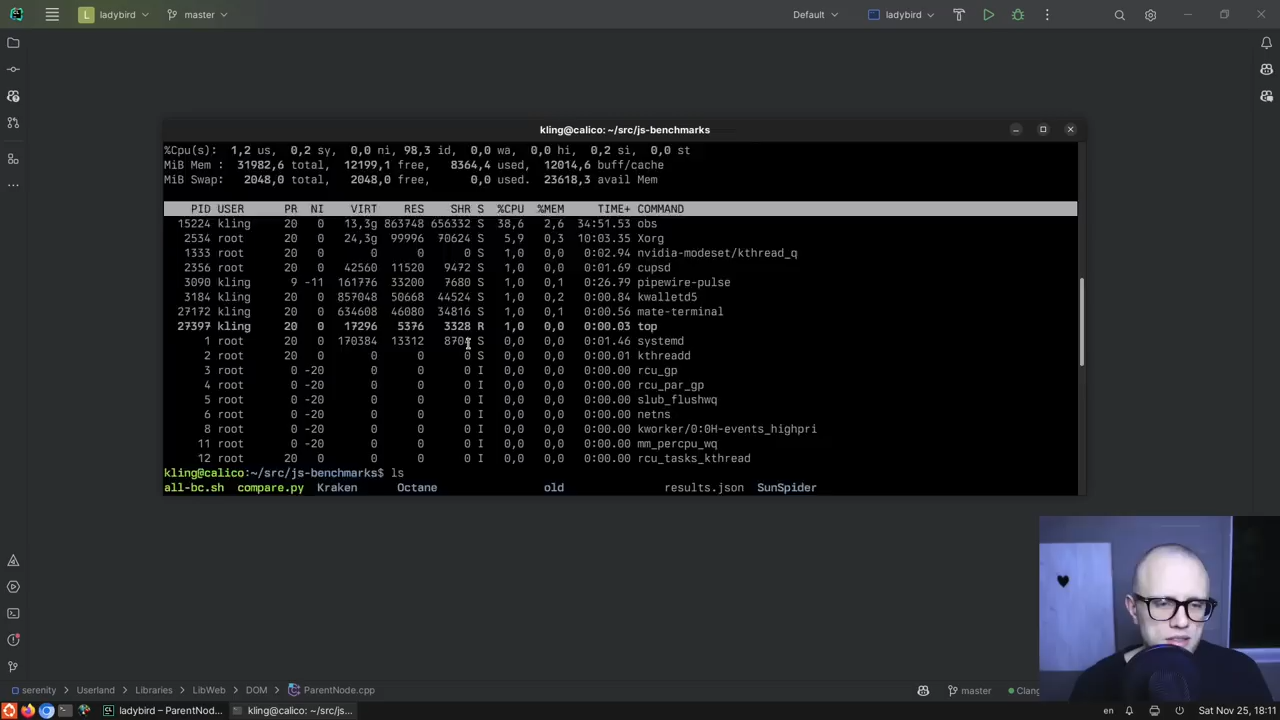 L ladybird master Default ladybird
kling@calico: ~/src/js-benchmarks
%Cpu(s): 1,2 us, 0,2 sy, 0,0 ni, 98,3 id, 0,0 wa, 0,0 hi, 0,2 si, 0,0 st
MiB Mem : 31982,6 total, 12199,1 free, 8364,4 used, 12014,6 buff/cache
MiB Swap: 2048,0 total, 2048,0 free, 0,0 used. 23618,3 avail Mem
PID USER PR NI VIRT RES SHR S %CPU %MEM TIME+ COMMAND
15224 kling 20 0 13,3g 863748 656332 S 38,6 2,6 34:51.53 obs
2534 root 20 0 24,3g 99996 70624 S 5,9 0,3 10:03.35 Xorg
1333 root 20 0 0 0 0 S 1,0 0,0 0:02.94 nvidia-modeset/kthread_q
2356 root 20 0 42560 11520 9472 S 1,0 0,0 0:01.69 cupsd
3090 kling 9 -11 161776 33200 7680 S 1,0 0,1 0:26.79 pipewire-pulse
3184 kling 20 0 857048 50668 44524 S 1,0 0,2 0:00.84 kwalletd5
27172 kling 20 0 634608 46080 34816 S 1,0 0,1 0:00.56 mate-terminal
27397 kling 20 0 17296 5376 3328 R 1,0 0,0 0:00.03 top
1 root 20 0 170384 13312 8704 S 0,0 0,0 0:01.46 systemd
2 root 20 0 0 0 0 S 0,0 0,0 0:00.01 kthreadd
3 root 0 -20 0 0 0 I 0,0 0,0 0:00.00 rcu_gp
4 root 0 -20 0 0 0 I 0,0 0,0 0:00.00 rcu_par_gp
5 root 0 -20 0 0 0 I 0,0 0,0 0:00.00 slub_flushwq
6 root 0 -20 0 0 0 I 0,0 0,0 0:00.00 netns
8 root 0 -20 0 0 0 I 0,0 0,0 0:00.00 kworker/0:0H-events_highpri
11 root 0 -20 0 0 0 I 0,0 0,0 0:00.00 mm_percpu_wq
12 root 20 0 0 0 0 I 0,0 0,0 0:00.00 rcu_tasks_kthread
kling@calico:~/src/js-benchmarks$ ls
all-bc.sh compare.py Kraken Octane old results.json SunSpider
serenity Userland Libraries LibWeb DOM ParentNode.cpp master Clang
ladybird – ParentNod... kling@calico: ~/src/js... en Sat Nov 25, 18:11